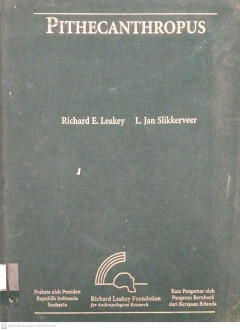 PITHECANTHROPUS
Richard E. Leakey L. Jan Slikkerveer
Prakata oleh Presiden
Republik Indonesia
Soeharto
Richard Leakey Foundation
for Anthropological Research
Kata Pengantar oleh
Pangeran Bernhard
dari Kerajaan Belanda